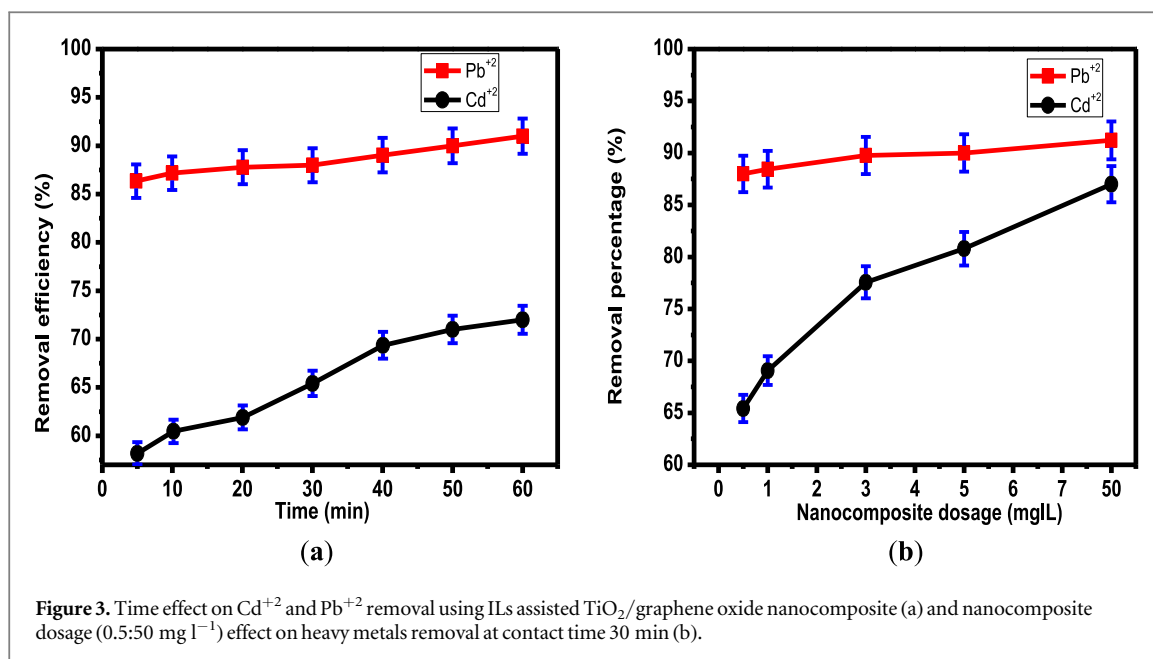 100
95
90
85
80
75
70
65
60
Removal efficiency (%)
Pb+2
Cd+2
0 10 20 30 40 50 60
Time (min)
(a)
100
95
90
85
80
75
70
65
60
Removal percentage (%)
Pb+2
Cd+2
0 1 2 3 4 5 6 7 50
Nanocomposite dosage (mgIL)
(b)
Figure 3. Time effect on Cd+2 and Pb+2 removal using ILs assisted TiO2/graphene oxide nanocomposite (a) and nanocomposite
dosage (0.5:50 mg l−1) effect on heavy metals removal at contact time 30 min (b).